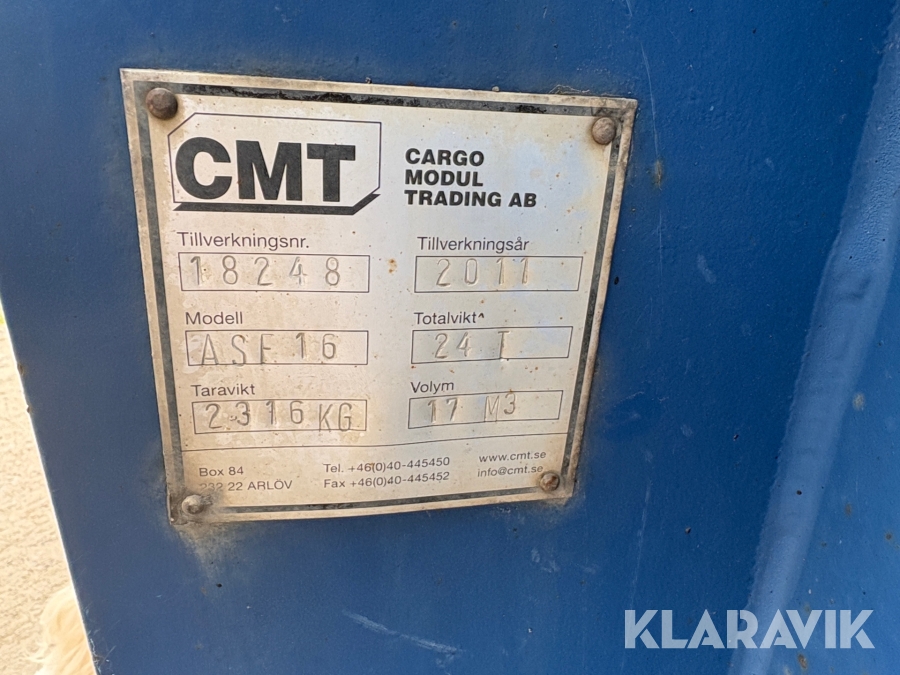 CMT
CARGO
MODUL
TRADING AB
Tillverkningsnr.
18248
Tillverkningsår
2011
Modell
ASF 16
Totalvikt
24 T
Taravikt
2316 KG
Volym
17 M3
Box 84
232 22 ARLÖV
Tel. +46(0)40-445450
Fax +46(0)40-445452
www.cmt.se
info@cmt.se
KLARAVIK